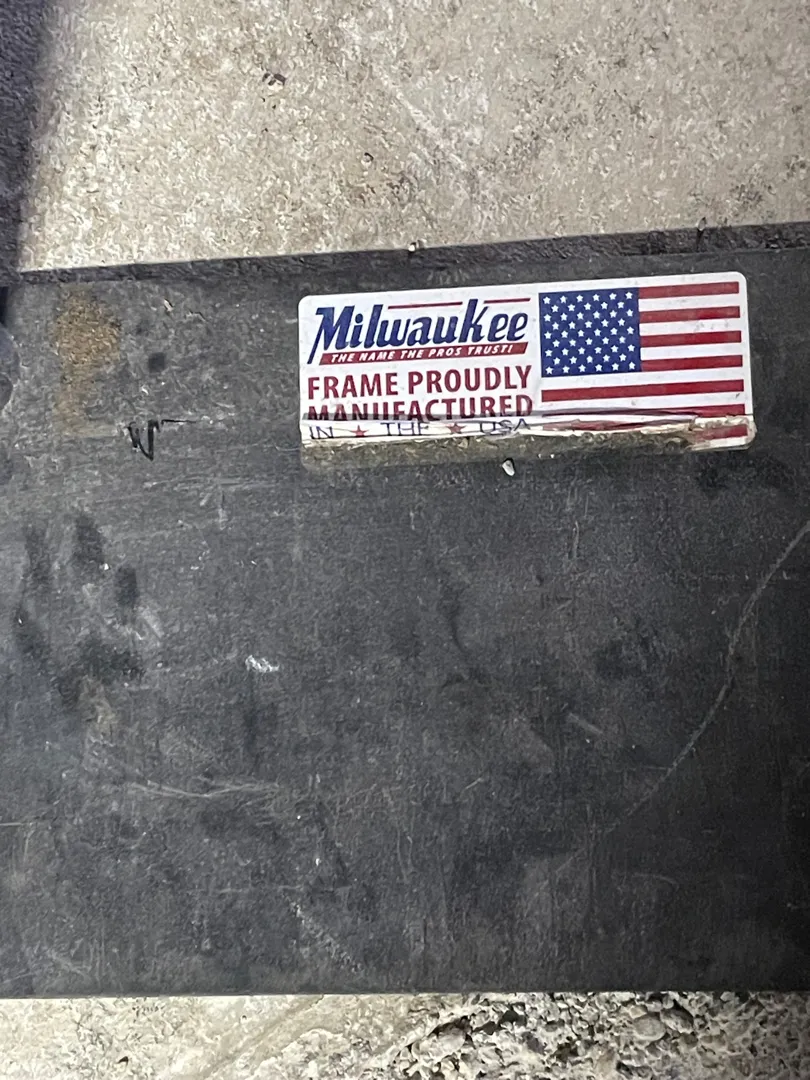 Milwaukee
THE NAME THE PROS TRUST!
FRAME PROUDLY
MANUFACTURED
IN ★ THE ★ USA